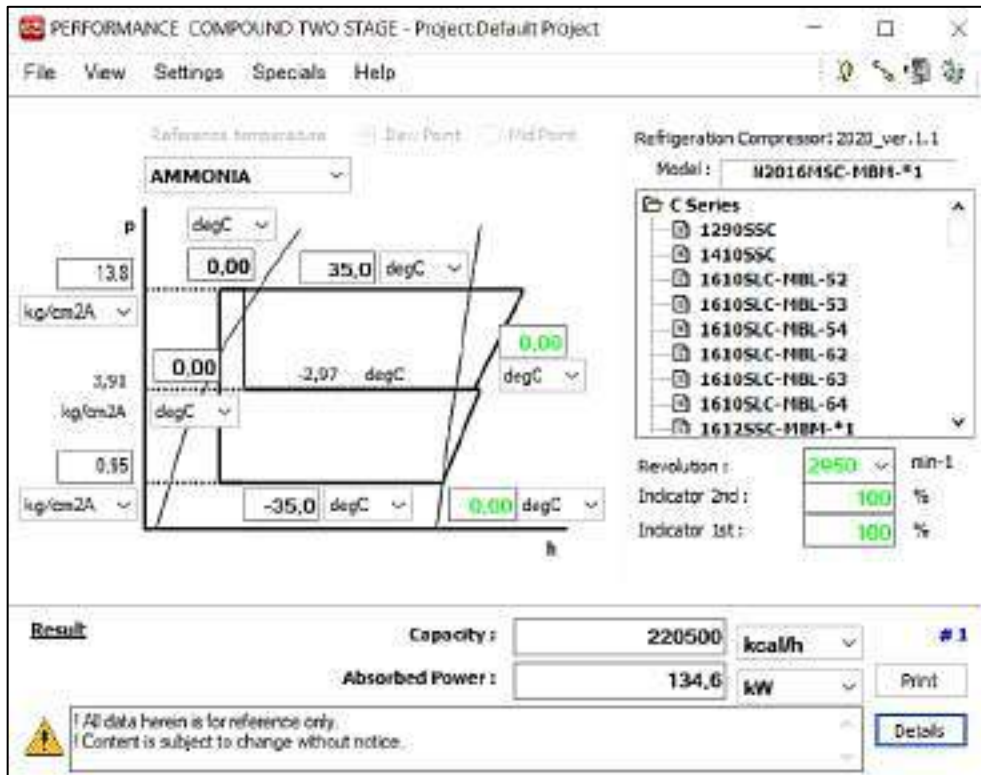 PERFORMANCE COMPOUND TWO STAGE - Project:Default Project
File View Settings Specials Help
Reference temperature Dew Point Mid Point
Refrigeration Compressor: 2020_ver.1.1
Model : N2016MSC-MBM-*1
AMMONIA
C Series
1290SSC
1410SSC
1610SLC-MBL-52
1610SLC-MBL-53
1610SLC-MBL-54
1610SLC-MBL-62
1610SLC-MBL-63
1610SLC-MBL-64
1612SSC-MBM-*1
p
degC
0,00
35,0 degC
13,8
kg/cm2A
0,00
degC
0,00
-2,97 degC
3,93
kg/cm2A
degC
0,95
kg/cm2A
-35,0 degC
0,00 degC
h
Revolution : 2950 min-1
Indicator 2nd : 100 %
Indicator 1st : 100 %
Result
Capacity : 220500 kcal/h #1
Absorbed Power : 134,6 kW Print
! All data herein is for reference only.
! Content is subject to change without notice.
Details